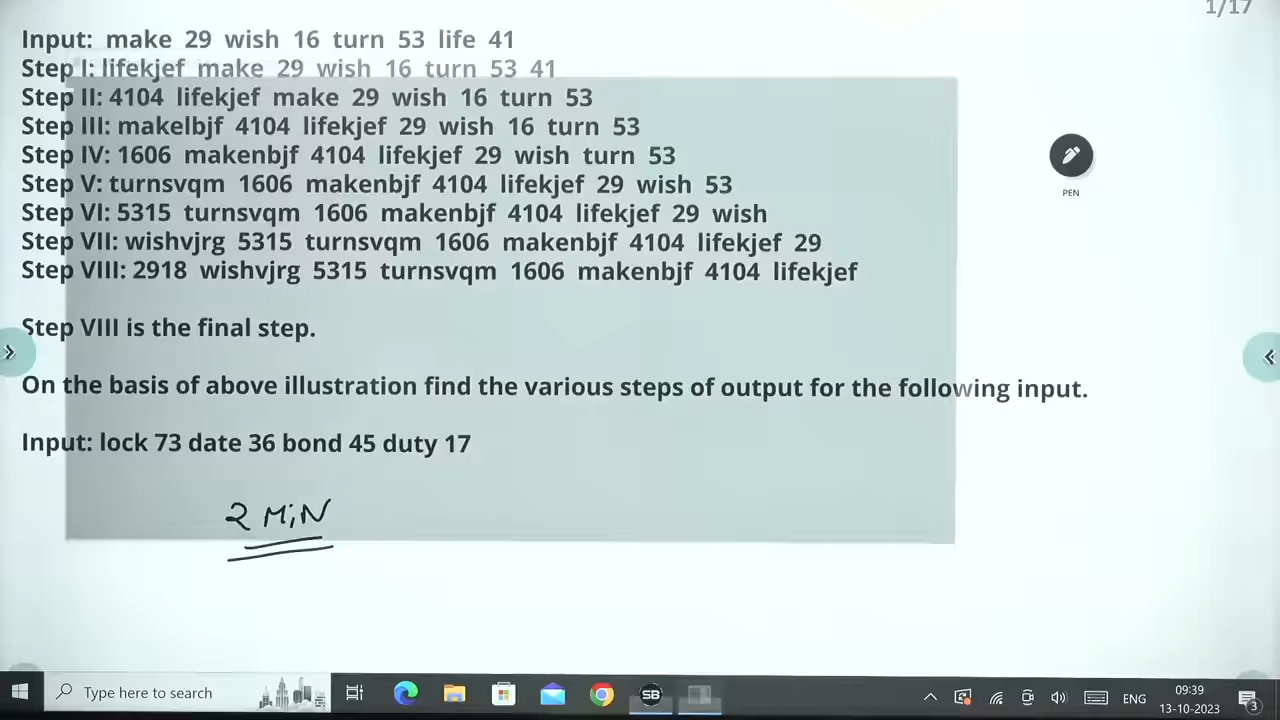 1/17
Input: make 29 wish 16 turn 53 life 41
Step I: lifekjef make 29 wish 16 turn 53 41
Step II: 4104 lifekjef make 29 wish 16 turn 53
Step III: makelbjf 4104 lifekjef 29 wish 16 turn 53
Step IV: 1606 makenbjf 4104 lifekjef 29 wish turn 53
Step V: turnsvqm 1606 makenbjf 4104 lifekjef 29 wish 53
Step VI: 5315 turnsvqm 1606 makenbjf 4104 lifekjef 29 wish
Step VII: wishvjrg 5315 turnsvqm 1606 makenbjf 4104 lifekjef 29
Step VIII: 2918 wishvjrg 5315 turnsvqm 1606 makenbjf 4104 lifekjef
PEN
Step VIII is the final step.
On the basis of above illustration find the various steps of output for the following input.
Input: lock 73 date 36 bond 45 duty 17
2 MiN
Type here to search
SB
ENG
09:39
13-10-2023
3